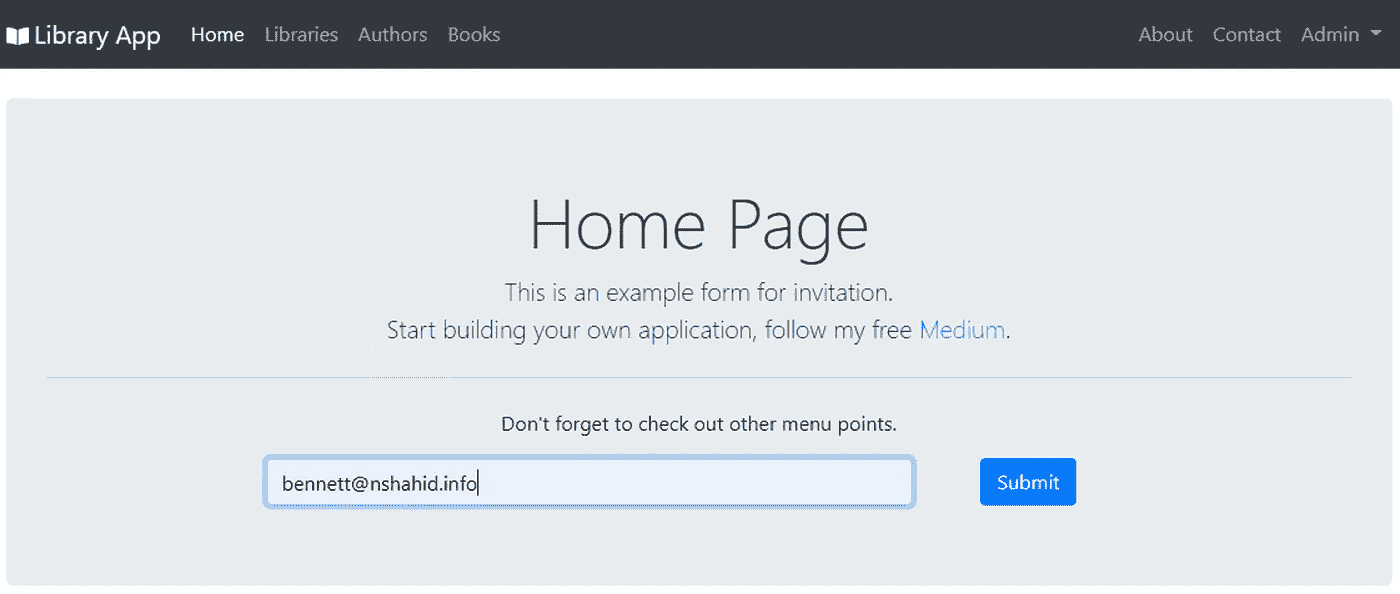 Library App Home Libraries Authors Books About Contact Admin
Home Page
This is an example form for invitation.
Start building your own application, follow my free Medium.
Don't forget to check out other menu points.
bennett@nshahid.info Submit